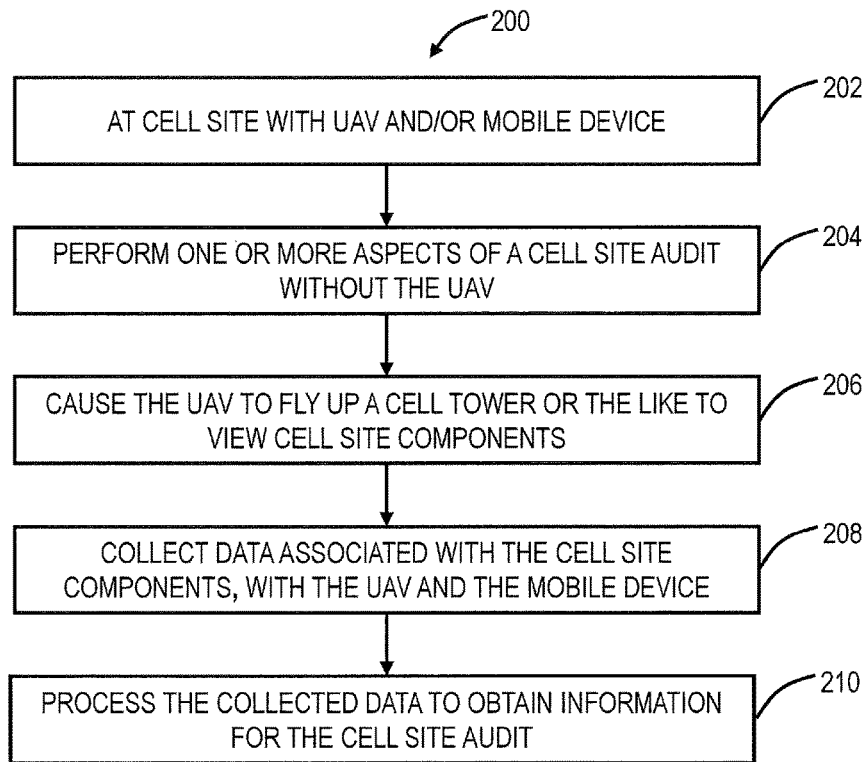 200
AT CELL SITE WITH UAV AND/OR MOBILE DEVICE
202
PERFORM ONE OR MORE ASPECTS OF A CELL SITE AUDIT
WITHOUT THE UAV
204
CAUSE THE UAV TO FLY UP A CELL TOWER OR THE LIKE TO
VIEW CELL SITE COMPONENTS
206
COLLECT DATA ASSOCIATED WITH THE CELL SITE
COMPONENTS, WITH THE UAV AND THE MOBILE DEVICE
208
PROCESS THE COLLECTED DATA TO OBTAIN INFORMATION
FOR THE CELL SITE AUDIT
210